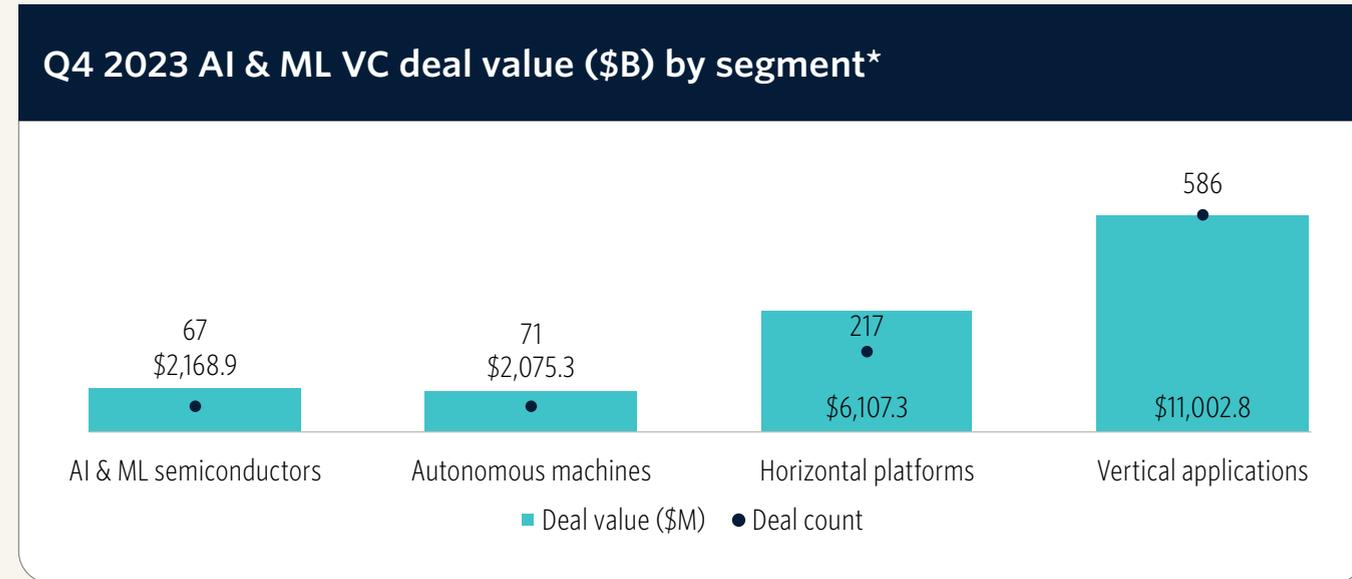 Q4 2023 AI & ML VC deal value ($B) by segment*
586
67
71
217
$2,168.9
$2,075.3
$6,107.3
$11,002.8
AI & ML semiconductors
Autonomous machines
Horizontal platforms
Vertical applications
Deal value ($M)
Deal count